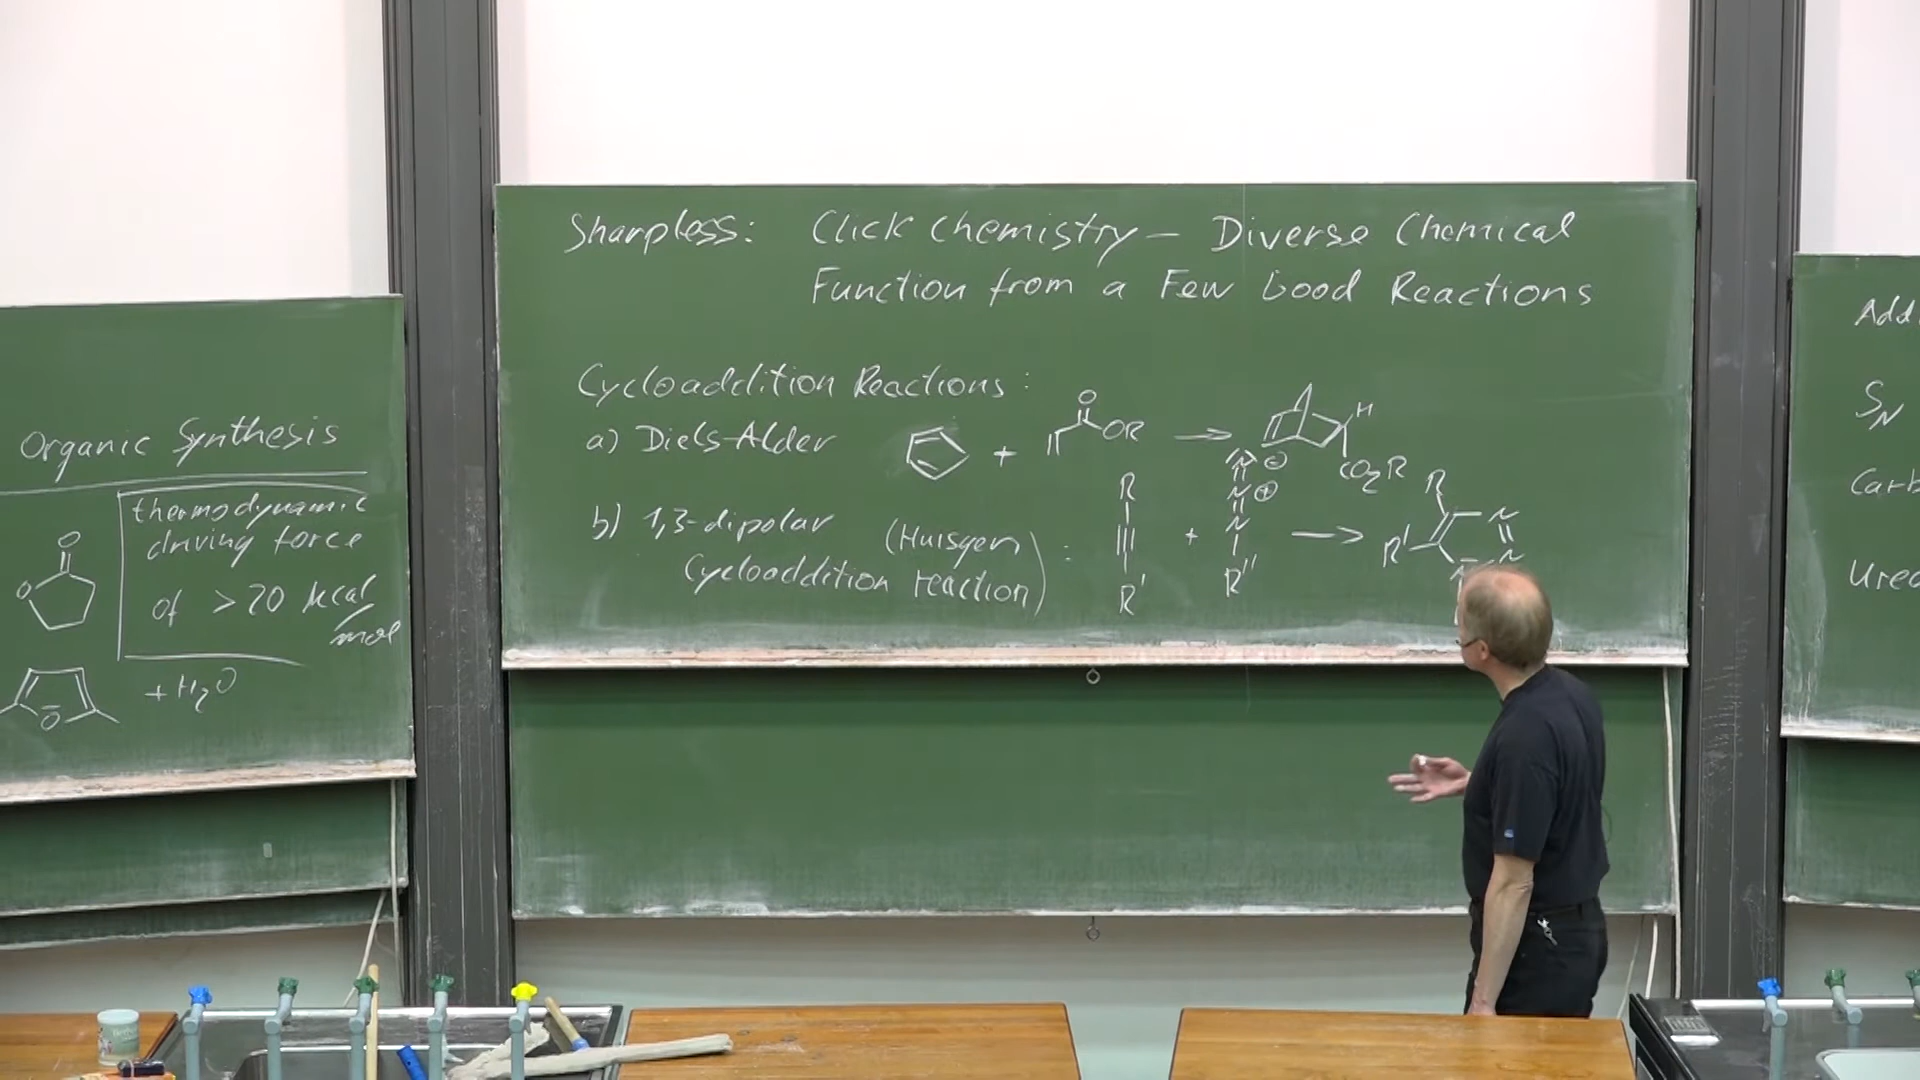 Organic Synthesis
thermodynamic
driving force
of > 20 kcal/mol
O
O
O
+ H2O
Sharpless: Click Chemistry – Diverse Chemical
Function from a Few Good Reactions
Cycloaddition Reactions:
a) Diels-Alder + O OR → H CO2R
b) 1,3-dipolar (Huisgen
Cycloaddition reaction):
R
R'
+
N ⊖
N ⊕
N
R''
→
R
R'
N
N
Add
SN
Carb
Urea